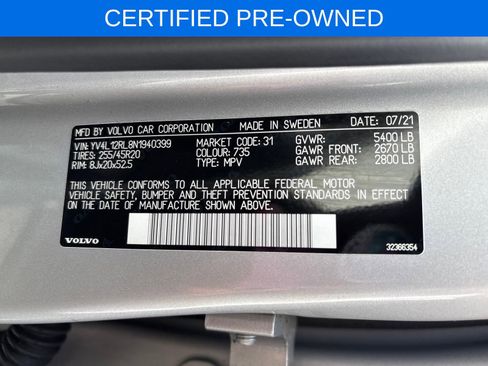 CERTIFIED PRE-OWNED
MFD BY VOLVO CAR CORPORATION MADE IN SWEDEN DATE: 07/21
VIN: YV4L12RL8N1940399 MARKET CODE: 31 GVWR: 5400 LB
TIRES: 255/45R20 COLOUR: 735 GAWR FRONT: 2670 LB
RIM: 8Jx20x52.5 TYPE: MPV GAWR REAR: 2800 LB
THIS VEHICLE CONFORMS TO ALL APPLICABLE FEDERAL MOTOR
VEHICLE SAFETY, BUMPER AND THEFT PREVENTION STANDARDS IN EFFECT
ON THE DATE OF MANUFACTURE SHOWN ABOVE.
VOLVO 32366354